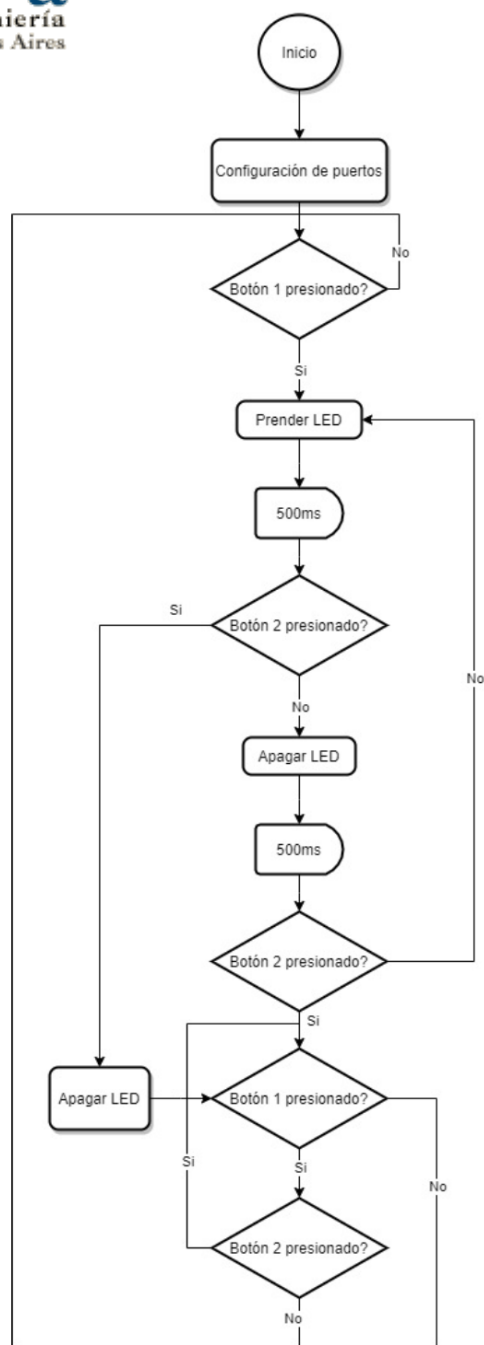 s Aires
Inicio
Configuración de puertos
No
Botón 1 presionado?
Si
Prender LED
500ms
Si
Botón 2 presionado?
No
No
Apagar LED
500ms
Botón 2 presionado?
Si
Apagar LED
Botón 1 presionado?
Si
Si
No
Botón 2 presionado?
No